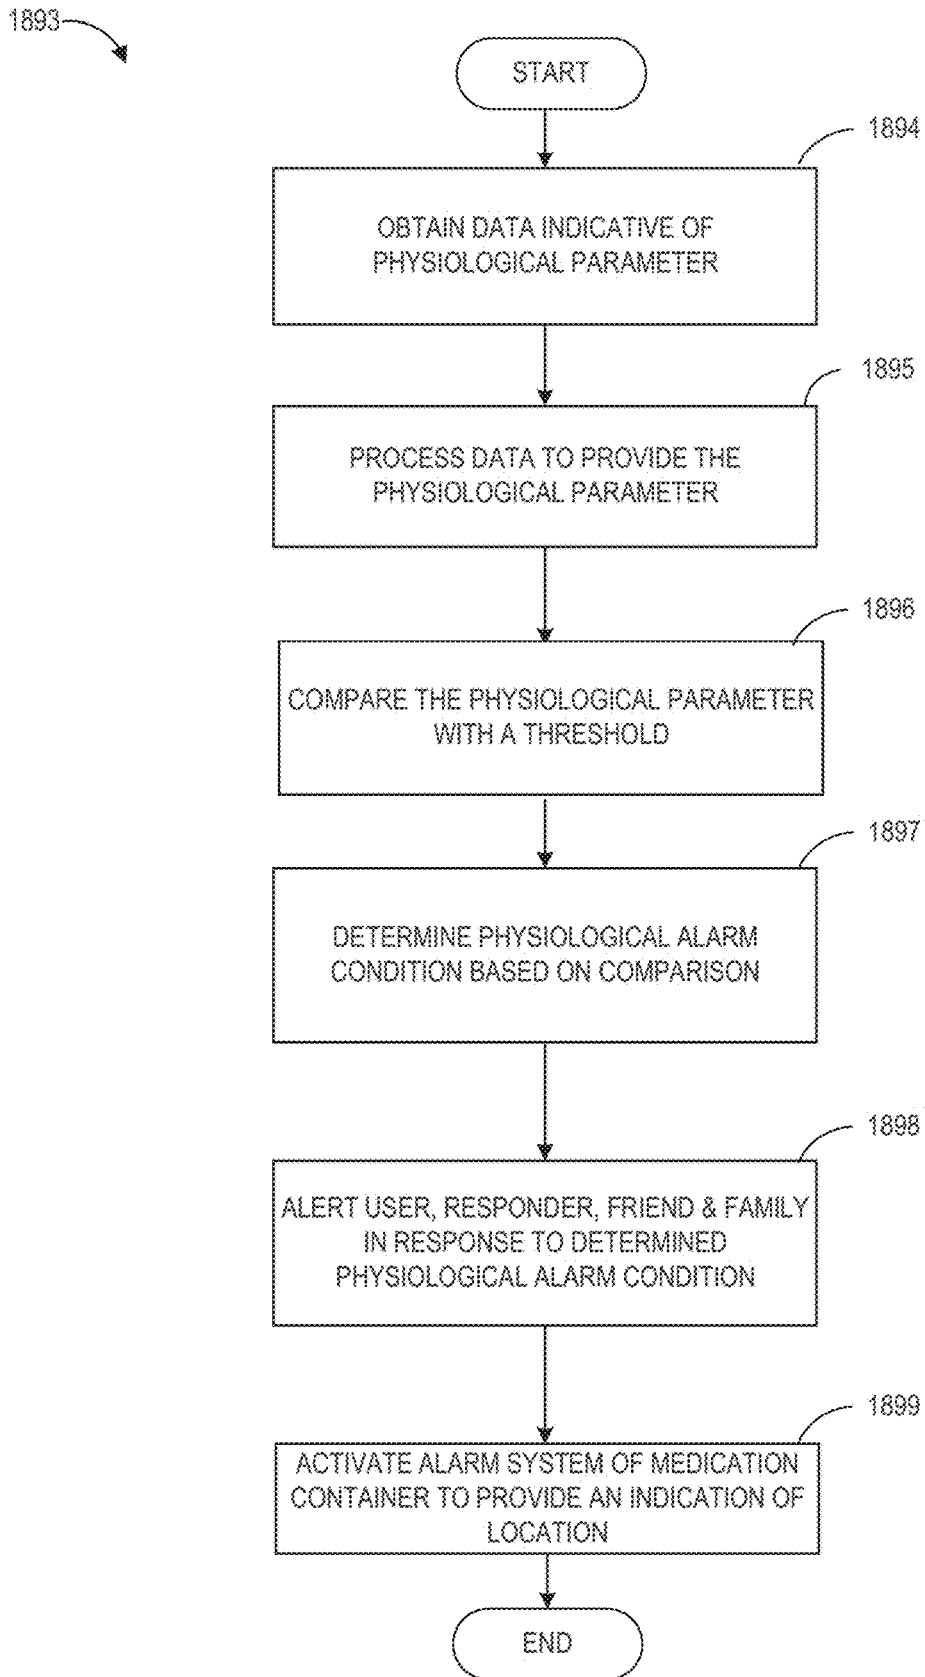 1893
START
1894
OBTAIN DATA INDICATIVE OF
PHYSIOLOGICAL PARAMETER
1895
PROCESS DATA TO PROVIDE THE
PHYSIOLOGICAL PARAMETER
1896
COMPARE THE PHYSIOLOGICAL PARAMETER
WITH A THRESHOLD
1897
DETERMINE PHYSIOLOGICAL ALARM
CONDITION BASED ON COMPARISON
1898
ALERT USER, RESPONDER, FRIEND & FAMILY
IN RESPONSE TO DETERMINED
PHYSIOLOGICAL ALARM CONDITION
1899
ACTIVATE ALARM SYSTEM OF MEDICATION
CONTAINER TO PROVIDE AN INDICATION OF
LOCATION
END